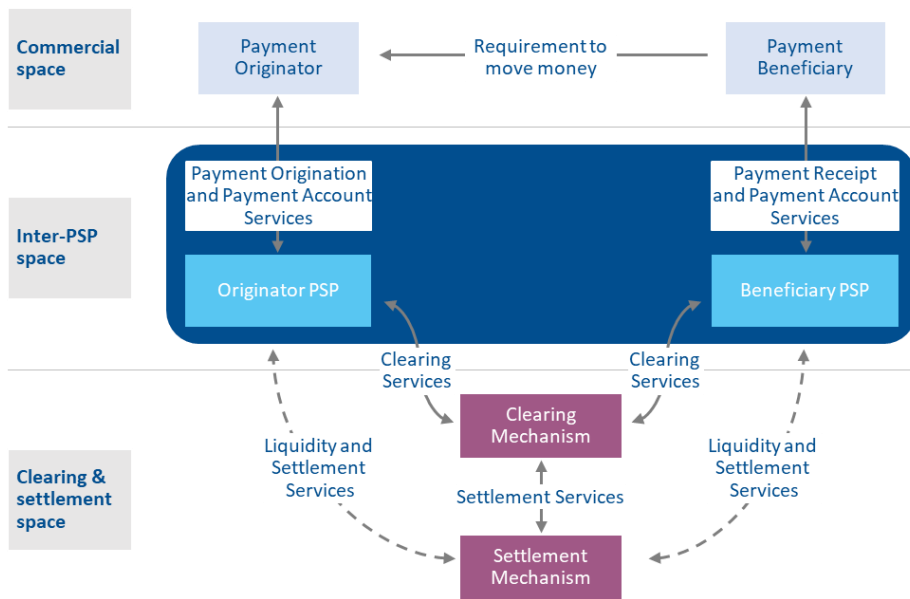 Commercial
space
Payment
Originator
Requirement to
move money
Payment
Beneficiary
Inter-PSP
space
Payment Origination
and Payment Account
Services
Payment Receipt
and Payment Account
Services
Originator PSP
Beneficiary PSP
Clearing
Services
Clearing
Services
Clearing &
settlement
space
Clearing
Mechanism
Liquidity and
Settlement
Services
Liquidity and
Settlement
Services
Settlement Services
Settlement
Mechanism